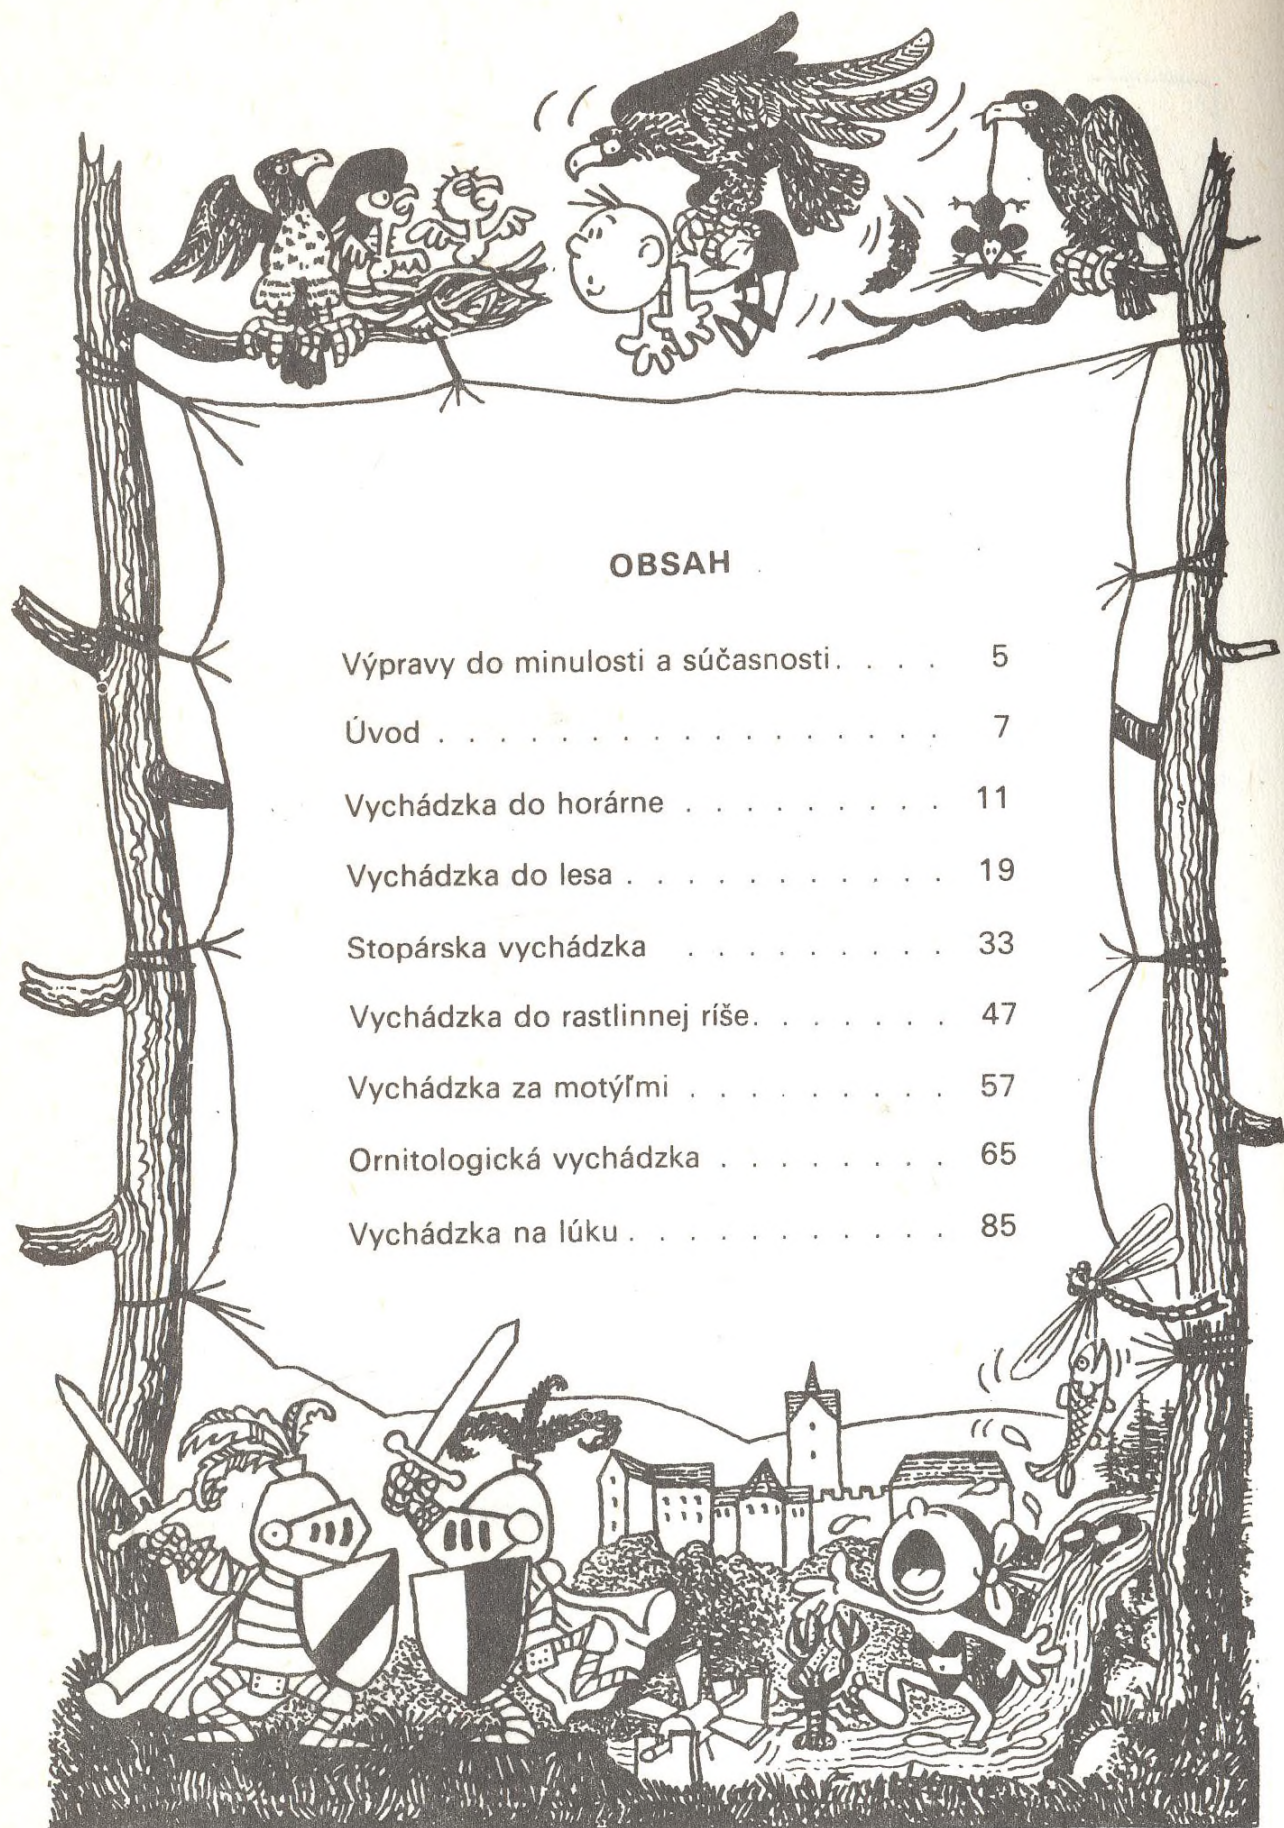 OBSAH
Výpravy do minulosti a súčasnosti. . . . 5
Úvod . . . . . . . . . . . . . . . . . 7
Vychádzka do horárne . . . . . . . . . 11
Vychádzka do lesa . . . . . . . . . . . 19
Stopárska vychádzka . . . . . . . . . 33
Vychádzka do rastlinnej ríše. . . . . . . 47
Vychádzka za motýľmi . . . . . . . . . 57
Ornitologická vychádzka . . . . . . . . 65
Vychádzka na lúku . . . . . . . . . . . 85